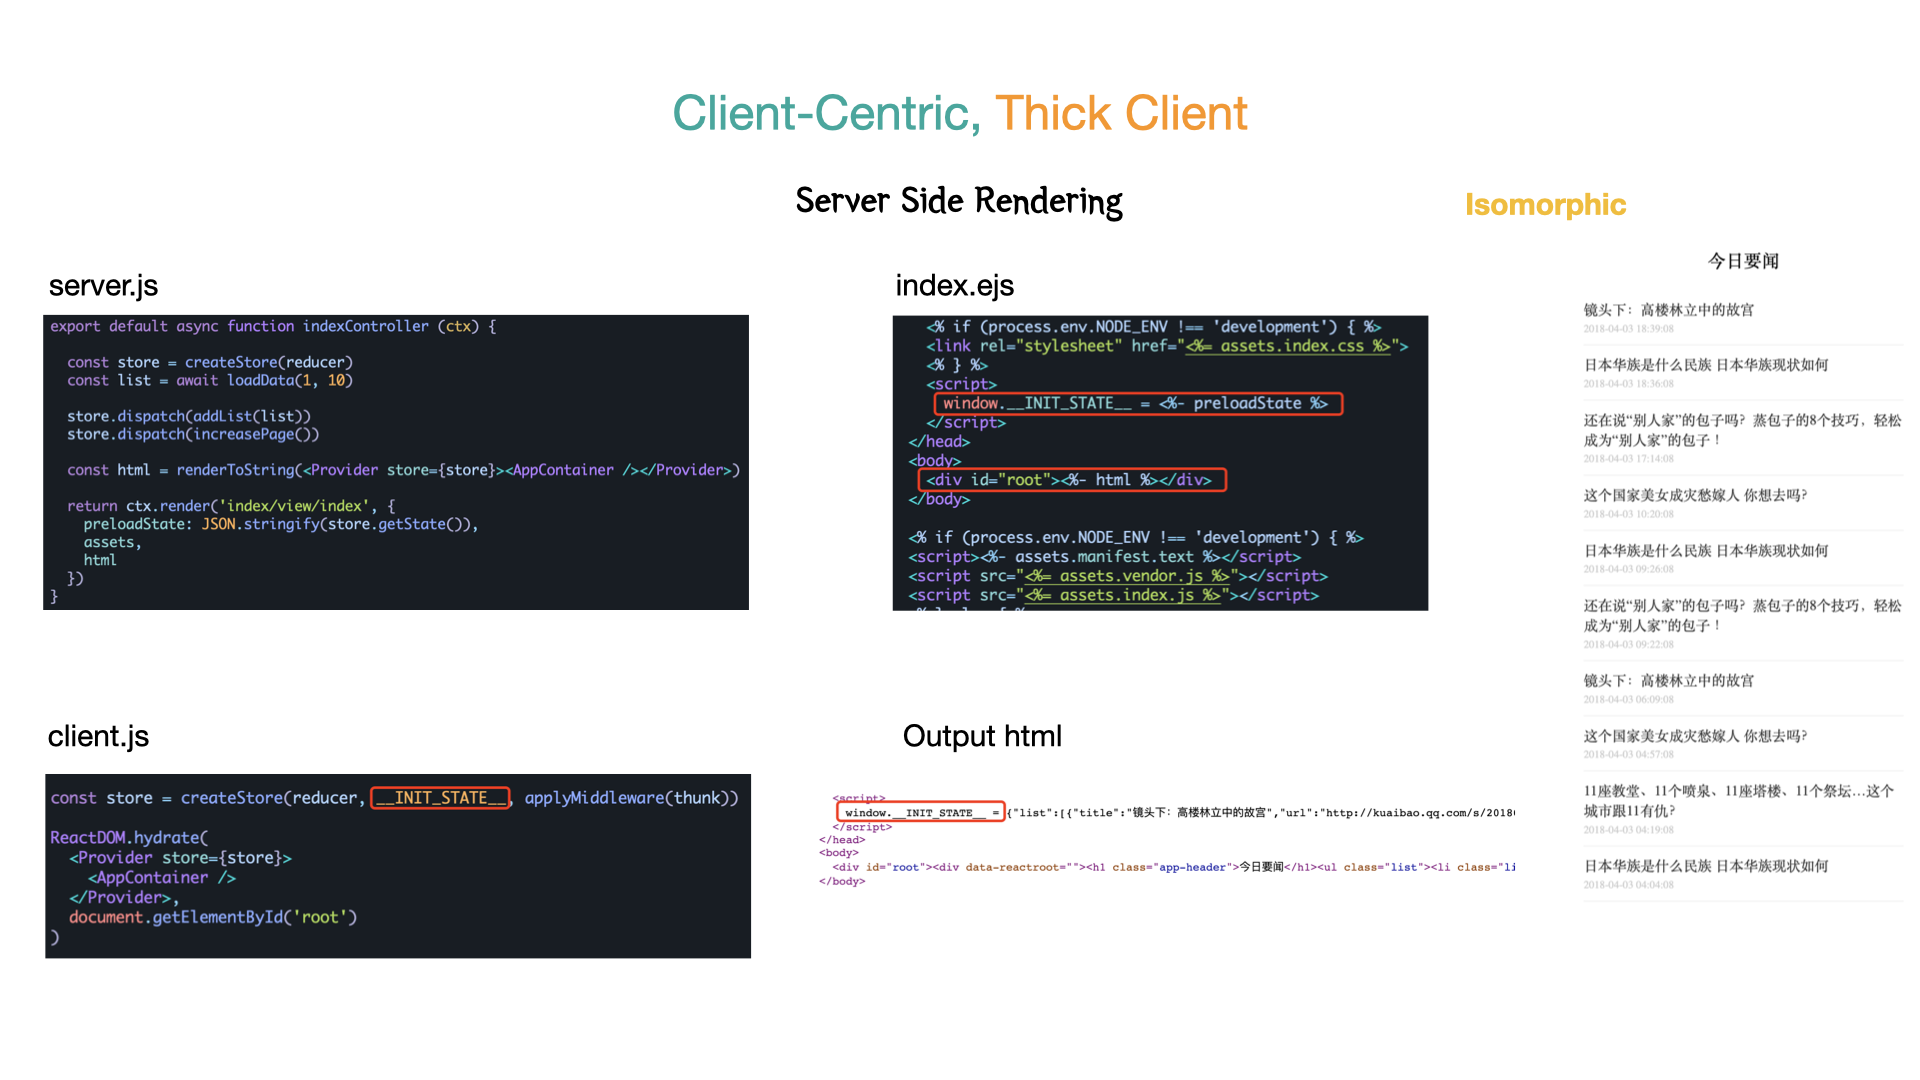 Client-Centric, Thick Client
Server Side Rendering
Isomorphic
server.js
export default async function indexController (ctx) {
const store = createStore(reducer)
const list = await loadData(1, 10)
store.dispatch(addList(list))
store.dispatch(increasePage())
const html = renderToString(<Provider store={store}><AppContainer /></Provider>)
return ctx.render('index/view/index', {
preloadState: JSON.stringify(store.getState()),
assets,
html
})
}
index.ejs
<% if (process.env.NODE_ENV !== 'development') { %>
<link rel="stylesheet" href="<%= assets.index.css %>">
<% } %>
<script>
window.__INIT_STATE__ = <%- preloadState %>
</script>
</head>
<body>
<div id="root"><%- html %></div>
</body>
<% if (process.env.NODE_ENV !== 'development') { %>
<script><%- assets.manifest.text %></script>
<script src="<%= assets.vendor.js %>"></script>
<script src="<%= assets.index.js %>"></script>
client.js
const store = createStore(reducer, __INIT_STATE__, applyMiddleware(thunk))
ReactDOM.hydrate(
<Provider store={store}>
<AppContainer />
</Provider>,
document.getElementById('root')
)
Output html
<script>
window.__INIT_STATE__ = {"list":[{"title":"镜头下：高楼林立中的故宫","url":"http://kuaibao.qq.com/s/2018
</script>
</head>
<body>
<div id="root"><div data-reactroot=""><h1 class="app-header">今日要闻</h1><ul class="list"><li class="li
</body>
今日要闻
镜头下：高楼林立中的故宫
2018-04-03 18:39:08
日本华族是什么民族 日本华族现状如何
2018-04-03 18:36:08
还在说“别人家”的包子吗？蒸包子的8个技巧，轻松
成为“别人家”的包子！
2018-04-03 17:14:08
这个国家美女成灾愁嫁人 你想去吗?
2018-04-03 10:20:08
日本华族是什么民族 日本华族现状如何
2018-04-03 09:26:08
还在说“别人家”的包子吗？蒸包子的8个技巧，轻松
成为“别人家”的包子！
2018-04-03 09:22:08
镜头下：高楼林立中的故宫
2018-04-03 06:09:08
这个国家美女成灾愁嫁人 你想去吗?
2018-04-03 04:57:08
11座教堂、11个喷泉、11座塔楼、11个祭坛…这个
城市跟11有仇?
2018-04-03 04:19:08
日本华族是什么民族 日本华族现状如何
2018-04-03 04:04:08